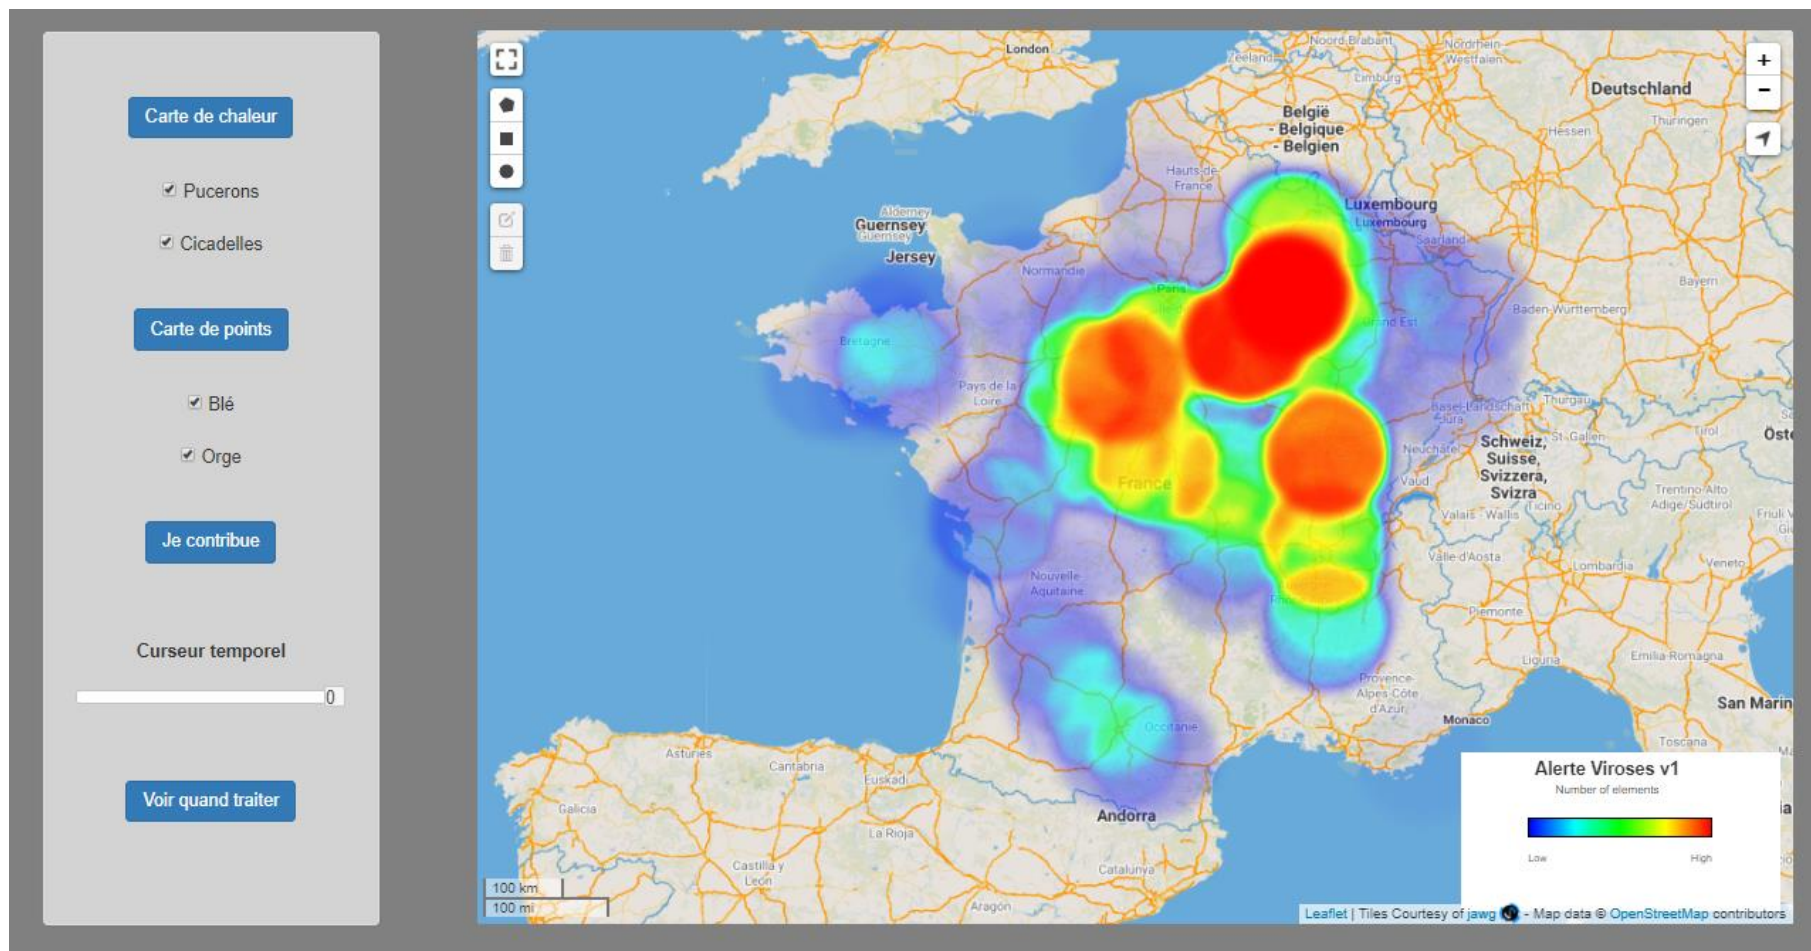 Carte de chaleur
Pucerons
Cicadelles
Carte de points
Blé
Orge
Je contribue
Curseur temporel
0
Voir quand traiter
London
Noord-Brabant
Zeeland
Limburg
Nordrhein-
Westfalen
Deutschland
Hessen
Thüringen
België
- Belgique
- Belgien
Hauts-de-
France
Luxembourg
Luxembourg
Saarland
Alderney
Guernsey
Guernsey
Jersey
Normandie
Paris
Bayern
Baden-Württemberg
Grand Est
Bretagne
Pays de la
Loire
Basel-Landschaft
Jura
Thurgau
St. Gallen
Tirol
Neuchâtel
Schweiz,
Suisse,
Svizzera,
Svizra
Vaud
Valais - Wallis
Ticino
Trentino-Alto
Adige/Südtirol
France
Valle d'Aosta
Lombardia
Veneto
Nouvelle
Aquitaine
Piemonte
Liguria
Emilia-Romagna
Provence-
Alpes-Côte
d'Azur
San Marin
Monaco
Toscana
Occitanie
Asturies
Cantabria
Euskadi
Galicia
La Rioja
Andorra
Castilla y
León
Catalunya
Aragón
+
−
100 km
100 mi
Alerte Viroses v1
Number of elements
Low
High
Leaflet | Tiles Courtesy of jawg - Map data © OpenStreetMap contributors